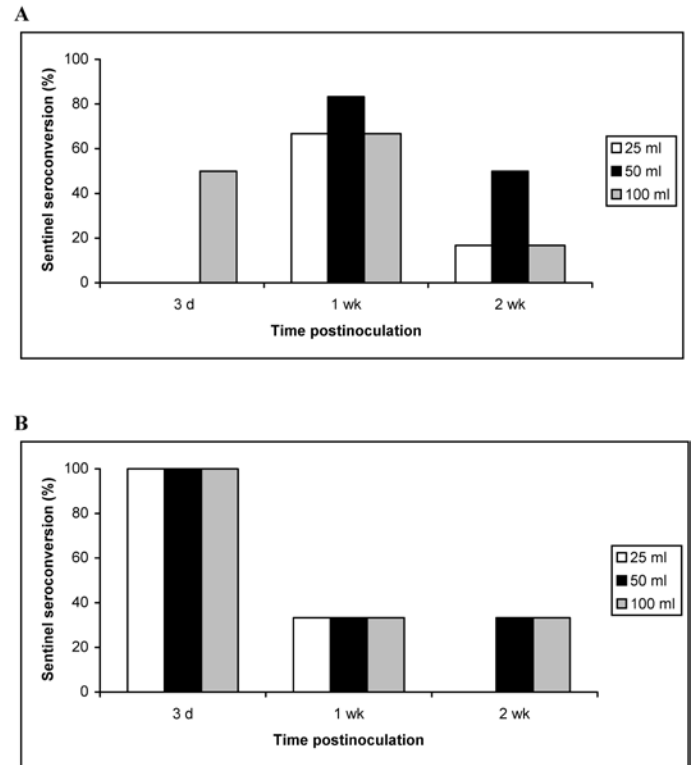 A
Sentinel seroconversion (%)
100
80
60
40
20
0
3 d 1 wk 2 wk
Time postinoculation
25 ml
50 ml
100 ml
B
Sentinel seroconversion (%)
100
80
60
40
20
0
3 d 1 wk 2 wk
Time postinoculation
25 ml
50 ml
100 ml